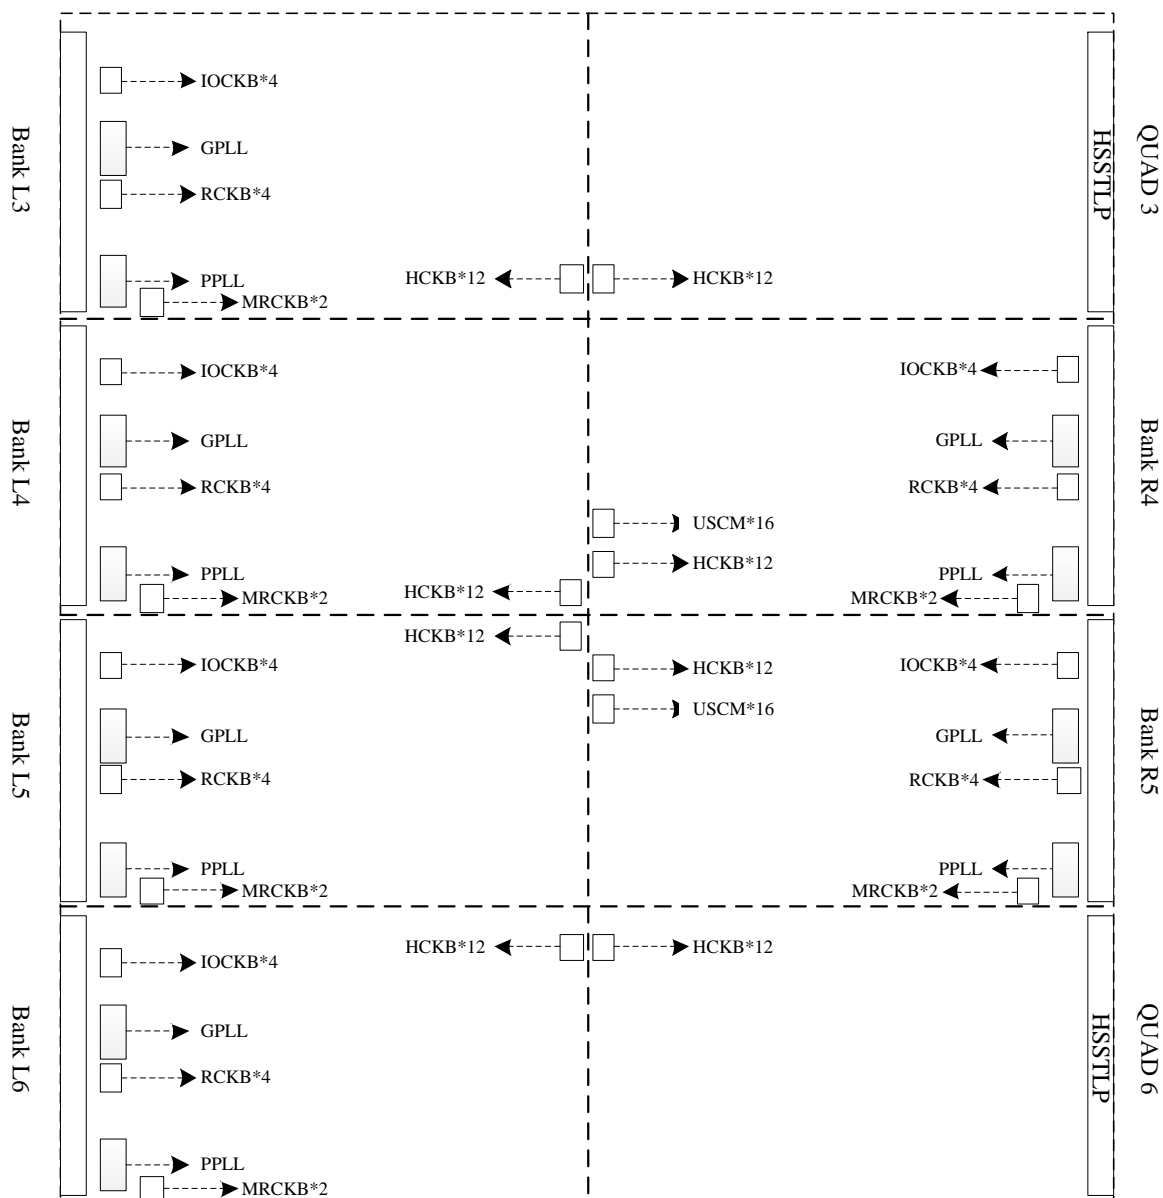 Bank L3
IOCKB*4
GPLL
RCKB*4
PPLL
MRCKB*2
HCKB*12
HCKB*12
HSSTLP
QUAD 3
Bank L4
IOCKB*4
GPLL
RCKB*4
PPLL
MRCKB*2
HCKB*12
USCM*16
HCKB*12
IOCKB*4
GPLL
RCKB*4
PPLL
MRCKB*2
Bank R4
Bank L5
IOCKB*4
GPLL
RCKB*4
PPLL
MRCKB*2
HCKB*12
HCKB*12
USCM*16
IOCKB*4
GPLL
RCKB*4
PPLL
MRCKB*2
Bank R5
Bank L6
IOCKB*4
GPLL
RCKB*4
PPLL
MRCKB*2
HCKB*12
HCKB*12
HSSTLP
QUAD 6